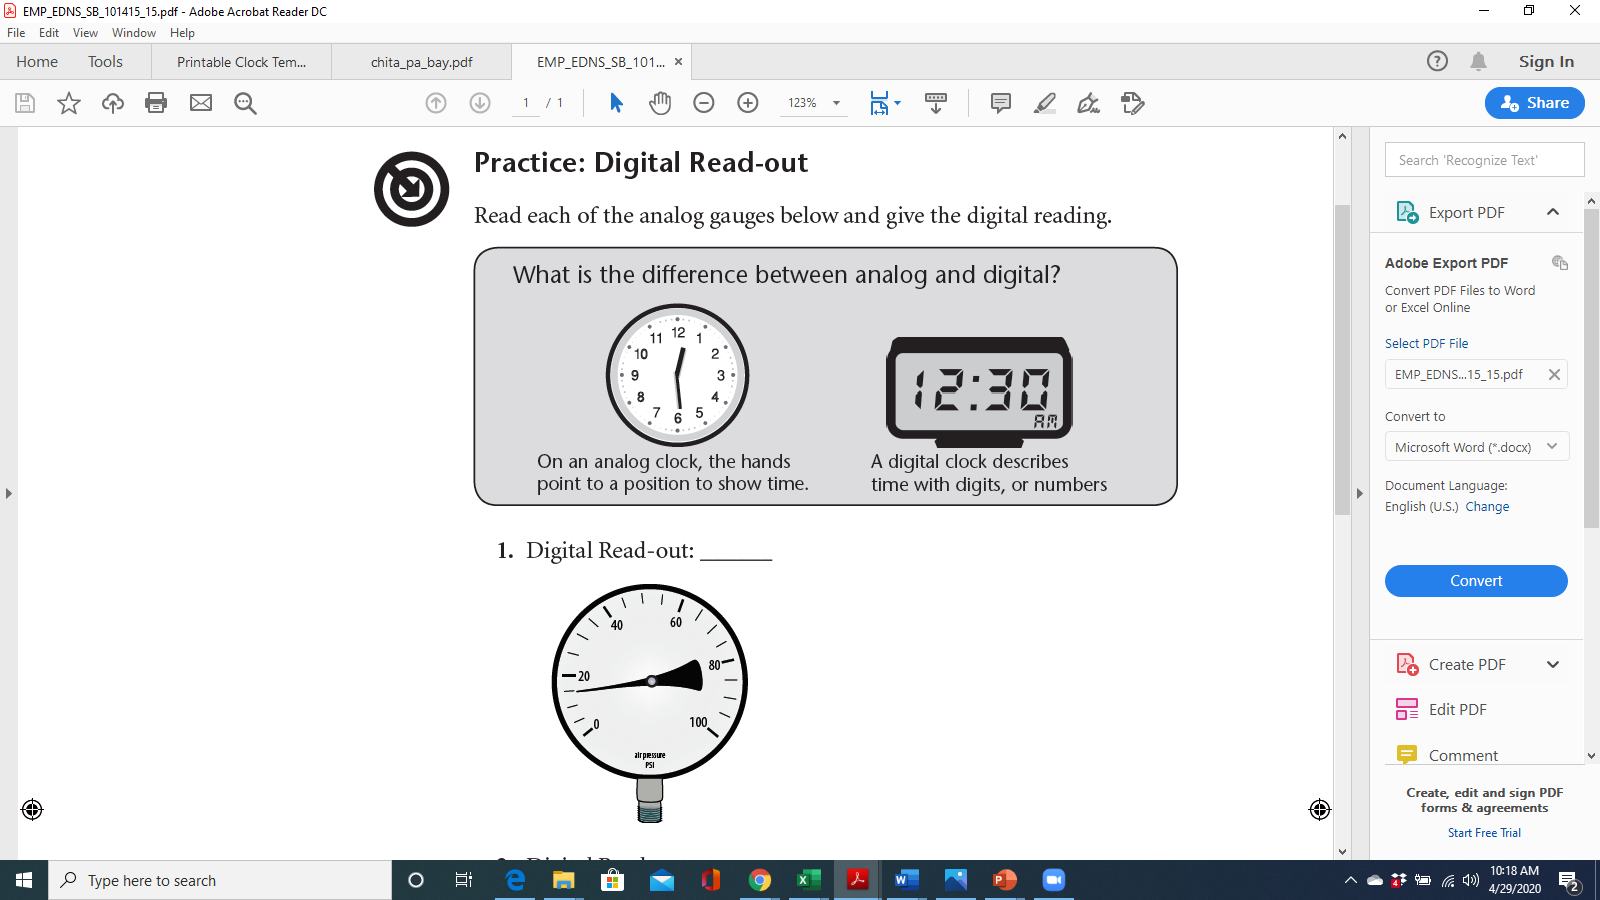 EMP_EDNS_SB_101415_15.pdf - Adobe Acrobat Reader DC
File Edit View Window Help
Home Tools Printable Clock Tem... chita_pa_bay.pdf EMP_EDNS_SB_101... × ? Sign In
1 / 1 123% Share
Practice: Digital Read-out
Read each of the analog gauges below and give the digital reading.
What is the difference between analog and digital?
12 1 2 3 4 5 6 7 8 9 10 11
12:30
AM
On an analog clock, the hands
point to a position to show time.
A digital clock describes
time with digits, or numbers
1. Digital Read-out: ______
0 20 40 60 80 100
air pressure
PSI
Search 'Recognize Text'
Export PDF
Adobe Export PDF
Convert PDF Files to Word
or Excel Online
Select PDF File
EMP_EDNS...15_15.pdf
Convert to
Microsoft Word (*.docx)
Document Language:
English (U.S.) Change
Convert
Create PDF
Edit PDF
Comment
Create, edit and sign PDF
forms & agreements
Start Free Trial
Type here to search
10:18 AM
4/29/2020
2